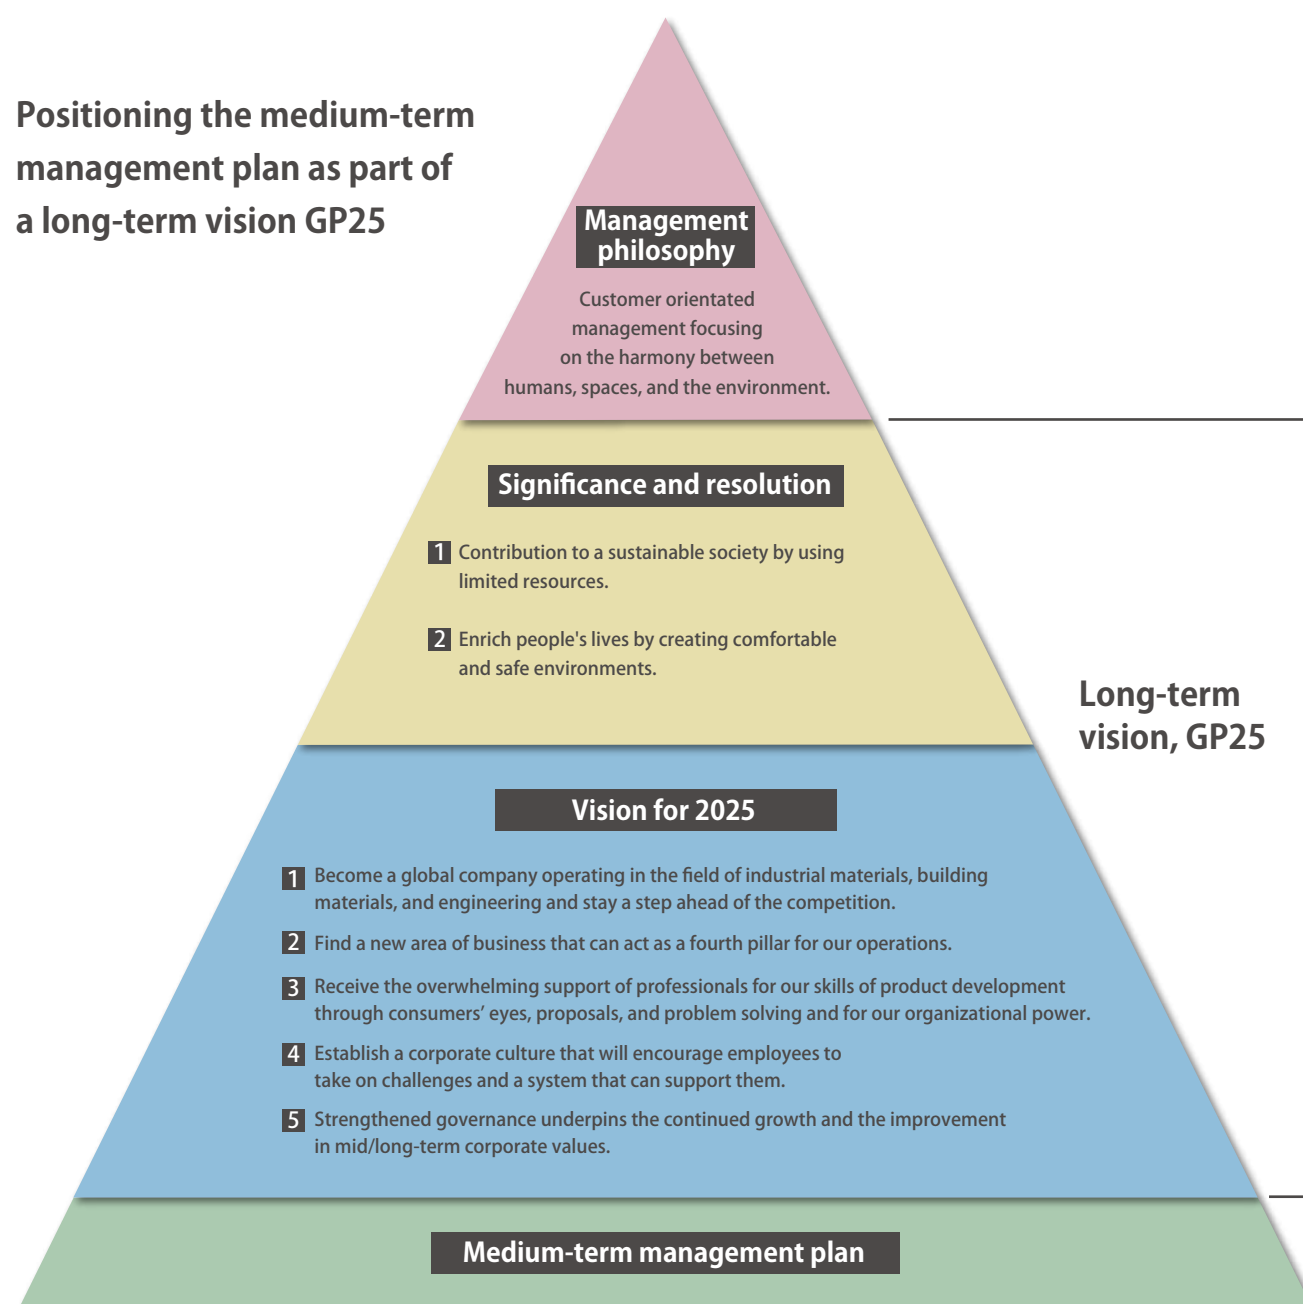 Positioning the medium-term
management plan as part of
a long-term vision GP25
Management
philosophy
Customer orientated
management focusing
on the harmony between
humans, spaces, and the environment.
Significance and resolution
1 Contribution to a sustainable society by using
limited resources.
2 Enrich people's lives by creating comfortable
and safe environments.
Long-term
vision, GP25
Vision for 2025
1 Become a global company operating in the field of industrial materials, building
materials, and engineering and stay a step ahead of the competition.
2 Find a new area of business that can act as a fourth pillar for our operations.
3 Receive the overwhelming support of professionals for our skills of product development
through consumers’ eyes, proposals, and problem solving and for our organizational power.
4 Establish a corporate culture that will encourage employees to
take on challenges and a system that can support them.
5 Strengthened governance underpins the continued growth and the improvement
in mid/long-term corporate values.
Medium-term management plan